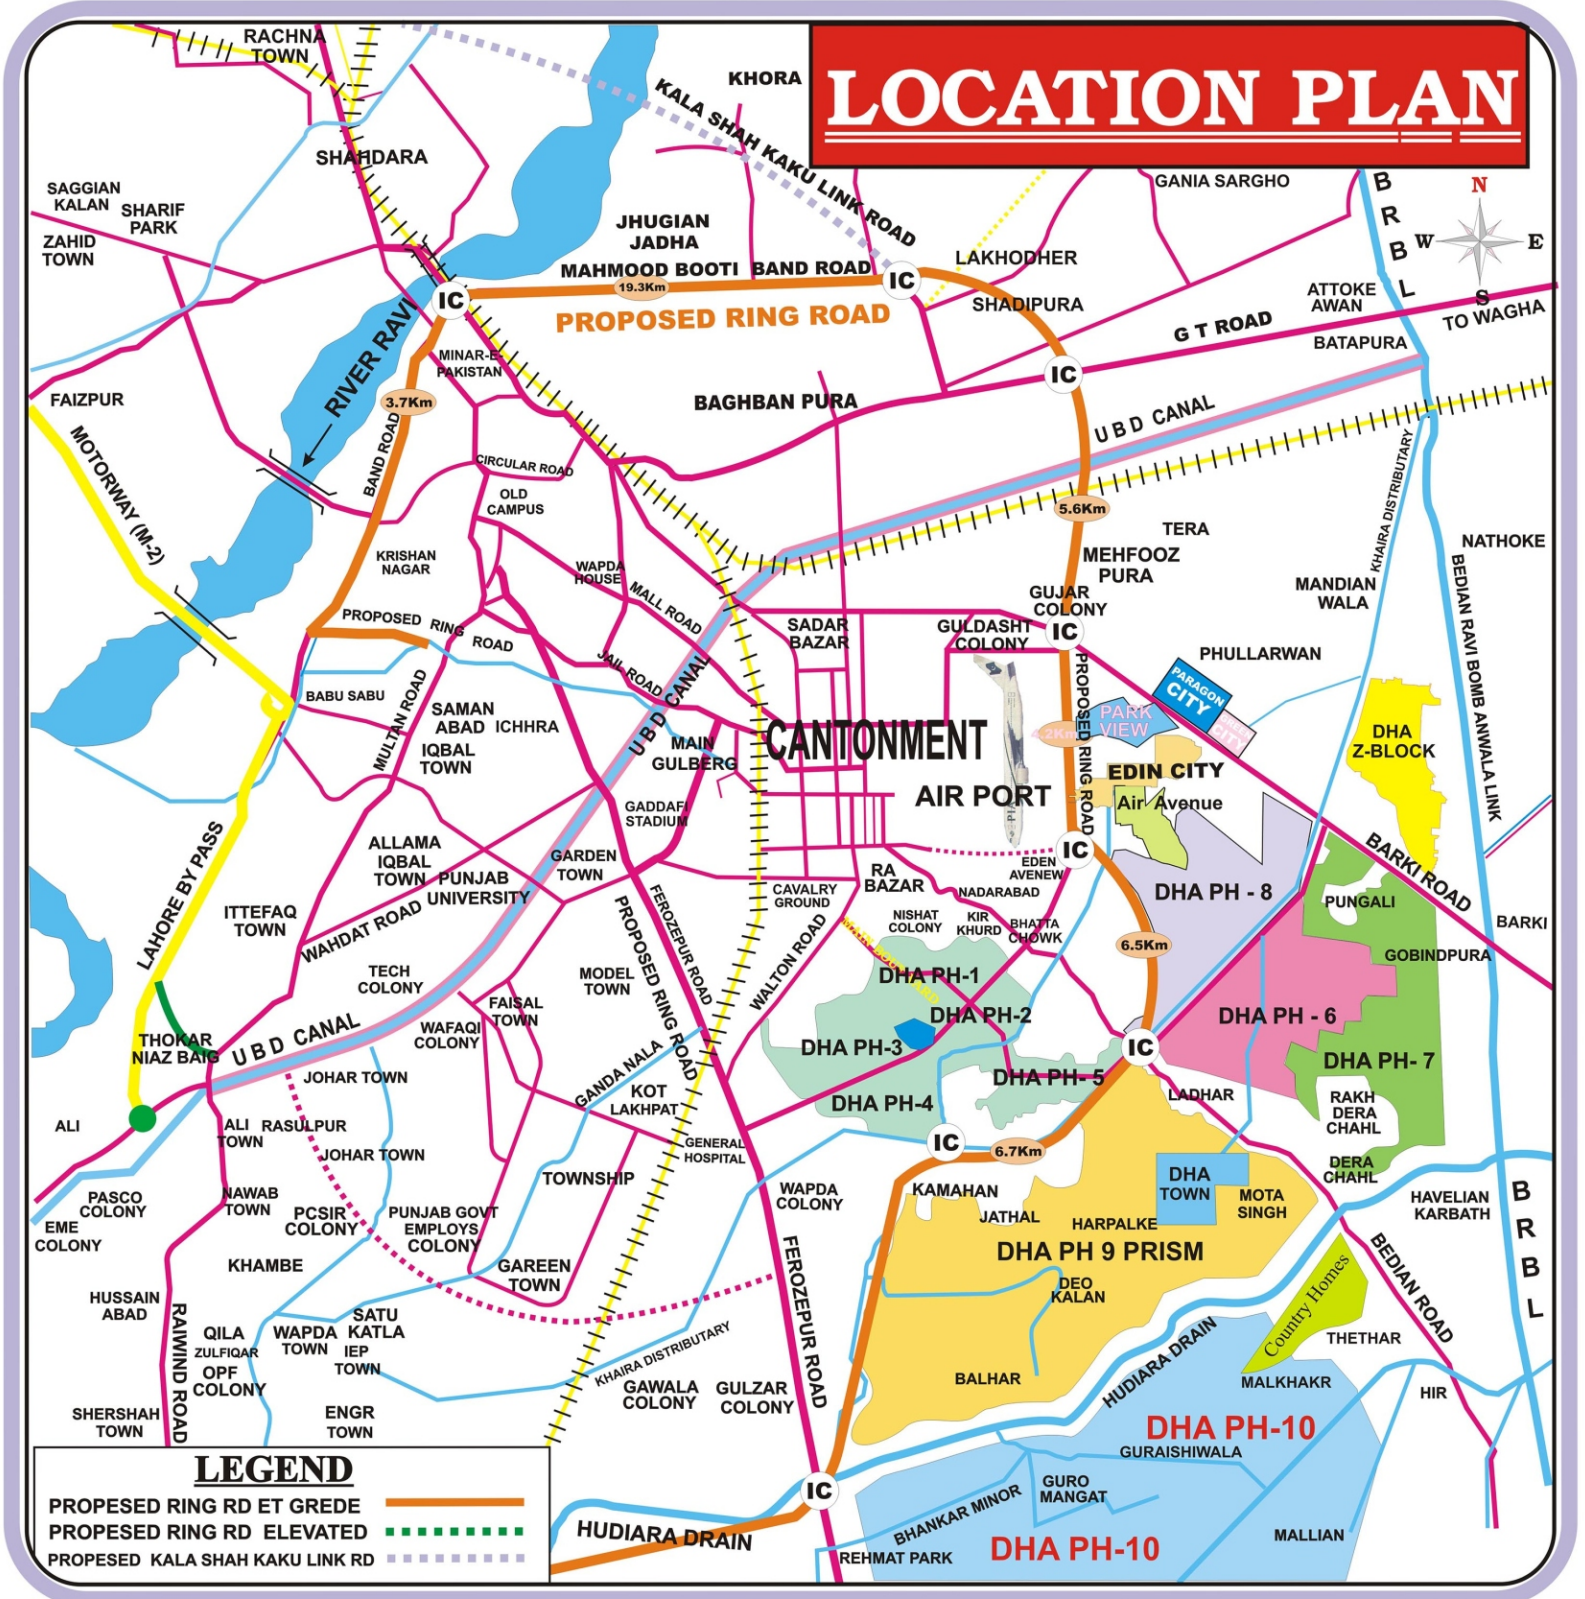 LOCATION PLAN
RACHNA
TOWN
KHORA
KALA SHAH KAKU LINK ROAD
SHAHDARA
SAGGIAN
KALAN
SHARIF
PARK
ZAHID
TOWN
JHUGIAN
JADHA
MAHMOOD BOOTI BAND ROAD
19.3Km
PROPOSED RING ROAD
IC
IC
LAKHODHER
SHADIPURA
GANIA SARGHO
B
R
B
L
N
W
E
S
ATTOKE
AWAN
TO WAGHA
G T ROAD
BATAPURA
IC
RIVER RAVI
MINAR-E-
PAKISTAN
3.7Km
BAND ROAD
FAIZPUR
MOTORWAY (M-2)
BAGHBAN PURA
U B D CANAL
CIRCULAR ROAD
OLD
CAMPUS
5.6Km
TERA
KHAIRA DISTRIBUTARY
NATHOKE
MEHFOOZ
PURA
KRISHAN
NAGAR
WAPDA
HOUSE
MALL ROAD
GUJAR
COLONY
MANDIAN
WALA
BEDIAN RAVI BOMB ANWALA LINK
PROPOSED RING ROAD
SADAR
BAZAR
GULDASHT
COLONY
IC
JAIL ROAD
PHULLARWAN
BABU SABU
MULTAN ROAD
SAMAN
ABAD
ICHHRA
U B D CANAL
PROPOSED RING ROAD
PARAGON
CITY
PARK
VIEW
GREEN
CITY
4.2Km
DHA
Z-BLOCK
IQBAL
TOWN
MAIN
GULBERG
CANTONMENT
EDIN CITY
AIR PORT
PIA
Air Avenue
GADDAFI
STADIUM
LAHORE BY PASS
ALLAMA
IQBAL
TOWN
PUNJAB
UNIVERSITY
GARDEN
TOWN
IC
EDEN
AVENEW
RA
BAZAR
NADARABAD
CAVALRY
GROUND
DHA PH - 8
BARKI ROAD
PUNGALI
BARKI
ITTEFAQ
TOWN
WAHDAT ROAD
PROPOSED RING ROAD
FEROZEPUR ROAD
WALTON ROAD
NISHAT
COLONY
KIR
KHURD
BHATTA
CHOWK
6.5Km
GOBINDPURA
MAIN BOULEVARD
DHA PH-1
TECH
COLONY
MODEL
TOWN
FAISAL
TOWN
DHA PH-2
DHA PH - 6
THOKAR
NIAZ BAIG
U B D CANAL
WAFAQI
COLONY
DHA PH-3
IC
DHA PH- 7
JOHAR TOWN
GANDA NALA
KOT
LAKHPAT
DHA PH- 5
DHA PH-4
LADHAR
RAKH
DERA
CHAHL
ALI
ALI
TOWN
RASULPUR
JOHAR TOWN
GENERAL
HOSPITAL
IC
6.7Km
DERA
CHAHL
TOWNSHIP
PASCO
COLONY
NAWAB
TOWN
PCSIR
COLONY
PUNJAB GOVT
EMPLOYS
COLONY
WAPDA
COLONY
KAMAHAN
JATHAL
DHA
TOWN
MOTA
SINGH
HARPALKE
HAVELIAN
KARBATH
B
R
B
L
EME
COLONY
KHAMBE
GAREEN
TOWN
DHA PH 9 PRISM
DEO
KALAN
BEDIAN ROAD
Country Homes
HUSSAIN
ABAD
RAIWIND ROAD
QILA
ZULFIQAR
OPF
COLONY
WAPDA
TOWN
SATU
KATLA
IEP
TOWN
FEROZEPUR ROAD
HUDIARA DRAIN
THETHAR
KHAIRA DISTRIBUTARY
BALHAR
MALKHAKR
HIR
GAWALA
COLONY
GULZAR
COLONY
SHERSHAH
TOWN
ENGR
TOWN
DHA PH-10
GURAISHIWALA
LEGEND
PROPESED RING RD ET GREDE
PROPESED RING RD ELEVATED
PROPESED KALA SHAH KAKU LINK RD
IC
HUDIARA DRAIN
BHANKAR MINOR
GURO
MANGAT
MALLIAN
DHA PH-10
REHMAT PARK